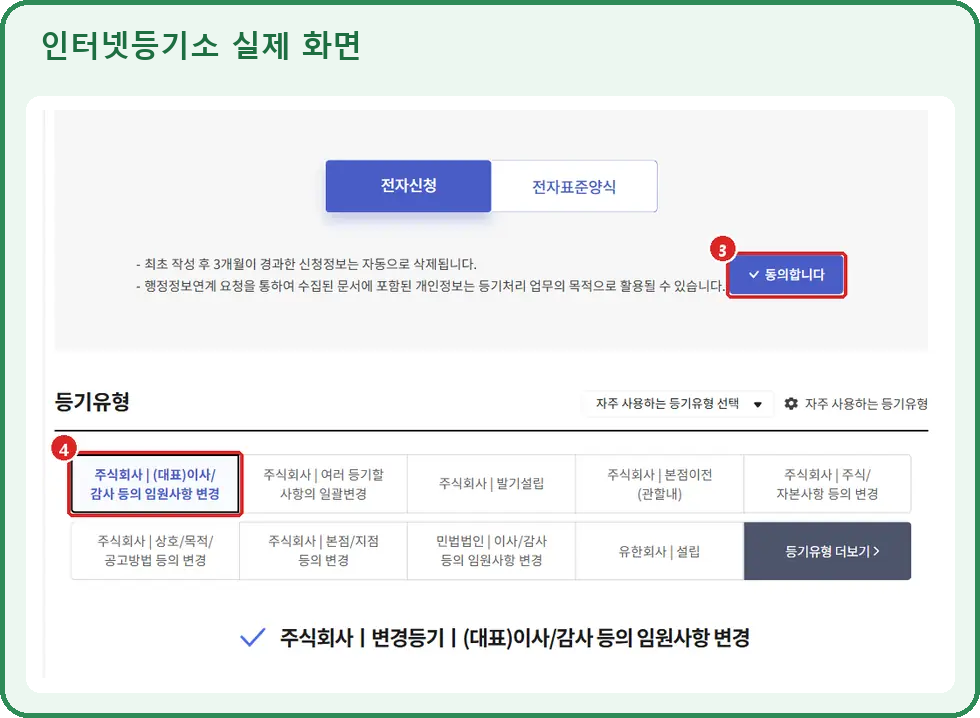 인터넷등기소 실제 화면
전자신청
전자표준양식
- 최초 작성 후 3개월이 경과한 신청정보는 자동으로 삭제됩니다.
- 행정정보연계 요청을 통하여 수집된 문서에 포함된 개인정보는 등기처리 업무의 목적으로 활용될 수 있습니다.
3
동의합니다
등기유형
자주 사용하는 등기유형 선택
자주 사용하는 등기유형
4
주식회사 | (대표)이사/
감사 등의 임원사항 변경
주식회사 | 여러 등기할
사항의 일괄변경
주식회사 | 발기설립
주식회사 | 본점이전
(관할내)
주식회사 | 주식/
자본사항 등의 변경
주식회사 | 상호/목적/
공고방법 등의 변경
주식회사 | 본점/지점
등의 변경
민법법인 | 이사/감사
등의 임원사항 변경
유한회사 | 설립
등기유형 더보기 >
주식회사 | 변경등기 | (대표)이사/감사 등의 임원사항 변경